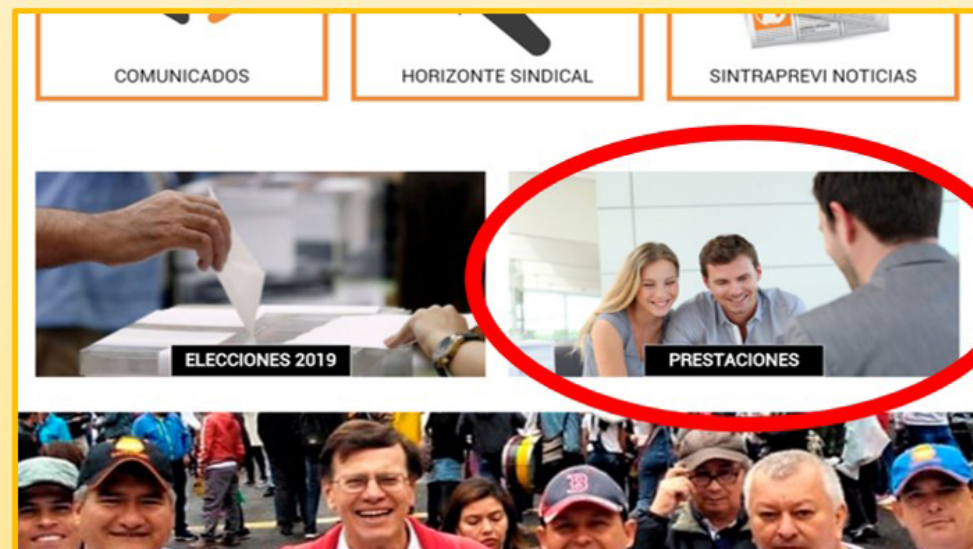 COMUNICADOS
HORIZONTE SINDICAL
SINTRAPREVI NOTICIAS
ELECCIONES 2019
PRESTACIONES
B